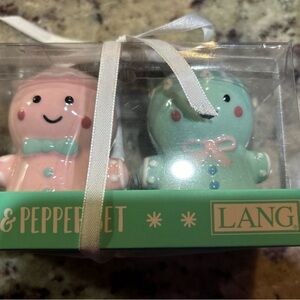 & PEPPER SET * * LANG